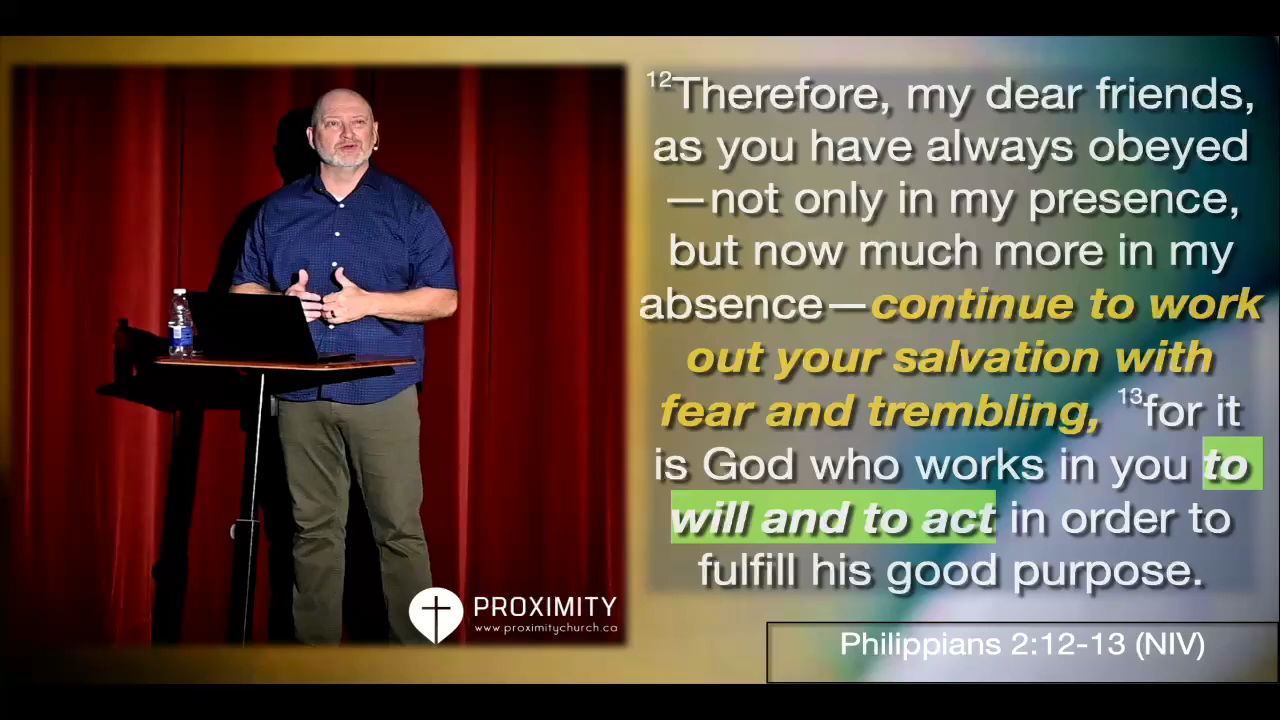 12Therefore, my dear friends,
as you have always obeyed
—not only in my presence,
but now much more in my
absence—continue to work
out your salvation with
fear and trembling, 13for it
is God who works in you to
will and to act in order to
fulfill his good purpose.
Philippians 2:12-13 (NIV)
PROXIMITY
www.proximitychurch.ca